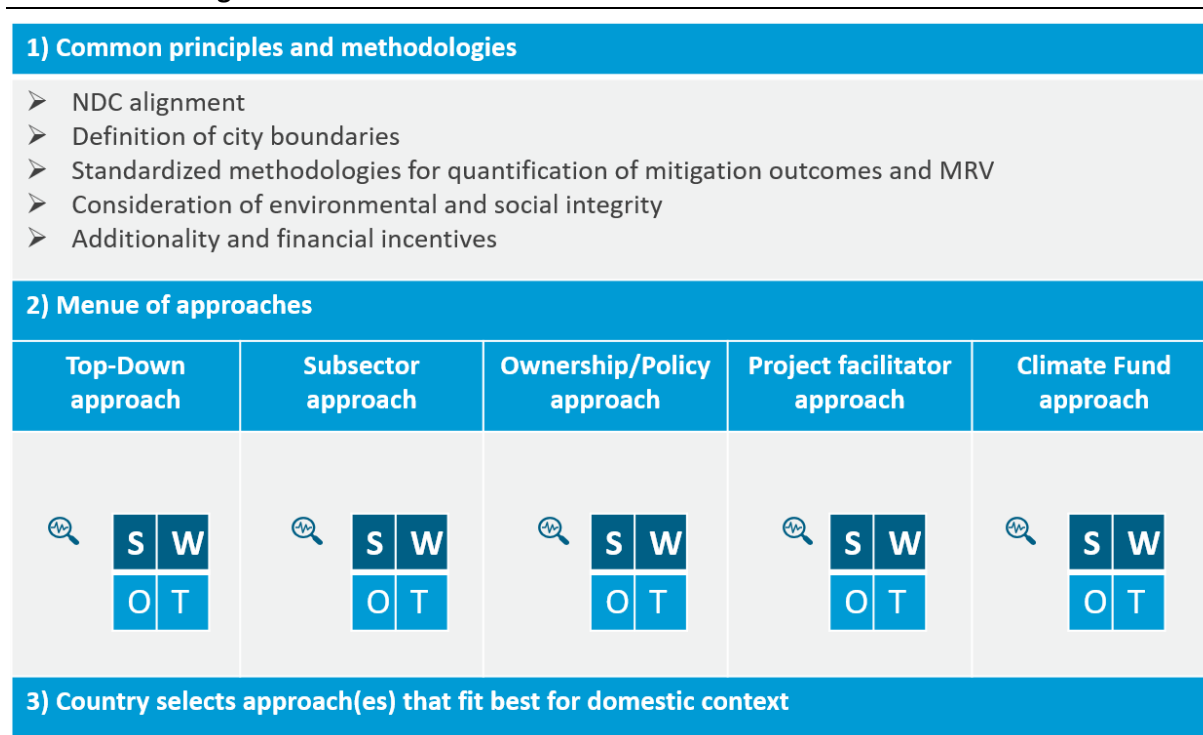 1) Common principles and methodologies
➢ NDC alignment
➢ Definition of city boundaries
➢ Standardized methodologies for quantification of mitigation outcomes and MRV
➢ Consideration of environmental and social integrity
➢ Additionality and financial incentives
2) Menue of approaches
Top-Down
approach
Subsector
approach
Ownership/Policy
approach
Project facilitator
approach
Climate Fund
approach
S W
O T
S W
O T
S W
O T
S W
O T
S W
O T
3) Country selects approach(es) that fit best for domestic context